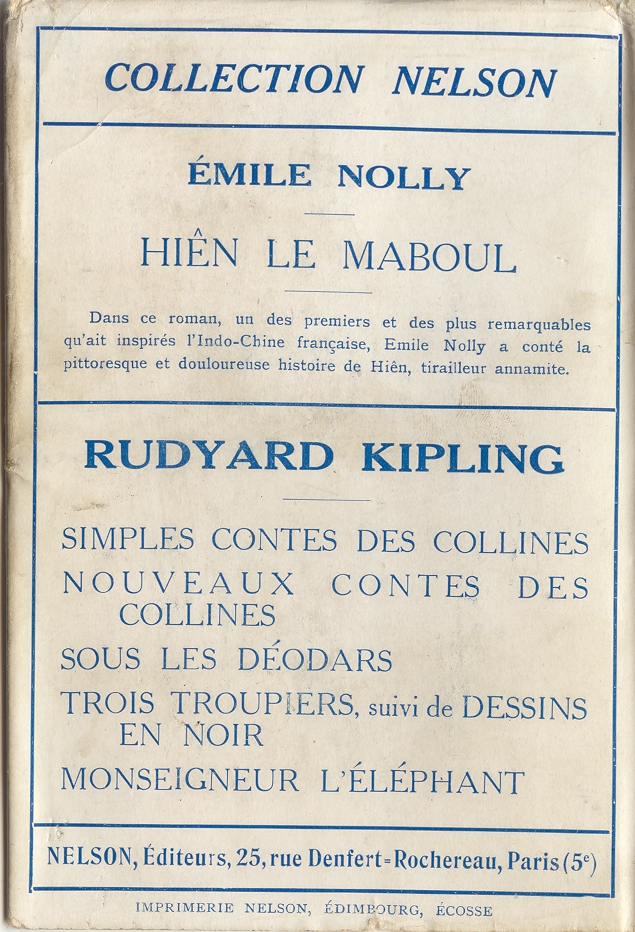 COLLECTION NELSON
ÉMILE NOLLY
HIÊN LE MABOUL
Dans ce roman, un des premiers et des plus remarquables
qu'ait inspirés l'Indo-Chine française, Emile Nolly a conté la
pittoresque et douloureuse histoire de Hiên, tirailleur annamite.
RUDYARD KIPLING
SIMPLES CONTES DES COLLINES
NOUVEAUX CONTES DES
COLLINES
SOUS LES DÉODARS
TROIS TROUPIERS, suivi de DESSINS
EN NOIR
MONSEIGNEUR L'ÉLÉPHANT
NELSON, Éditeurs, 25, rue Denfert-Rochereau, Paris (5e)
IMPRIMERIE NELSON, ÉDIMBOURG, ÉCOSSE